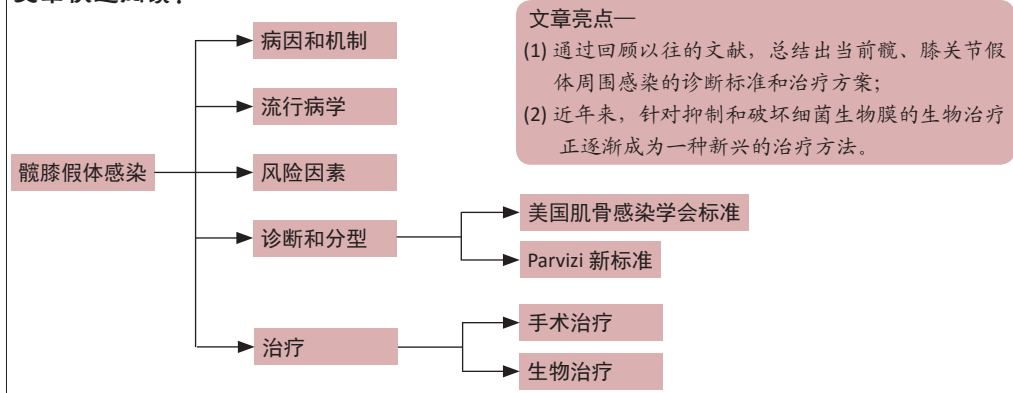 病因和机制
流行病学
髋膝假体感染
风险因素
诊断和分型
美国肌骨感染学会标准
Parvizi 新标准
治疗
手术治疗
生物治疗
文章亮点—
(1) 通过回顾以往的文献，总结出当前髋、膝关节假
体周围感染的诊断标准和治疗方案；
(2) 近年来，针对抑制和破坏细菌生物膜的生物治疗
正逐渐成为一种新兴的治疗方法。